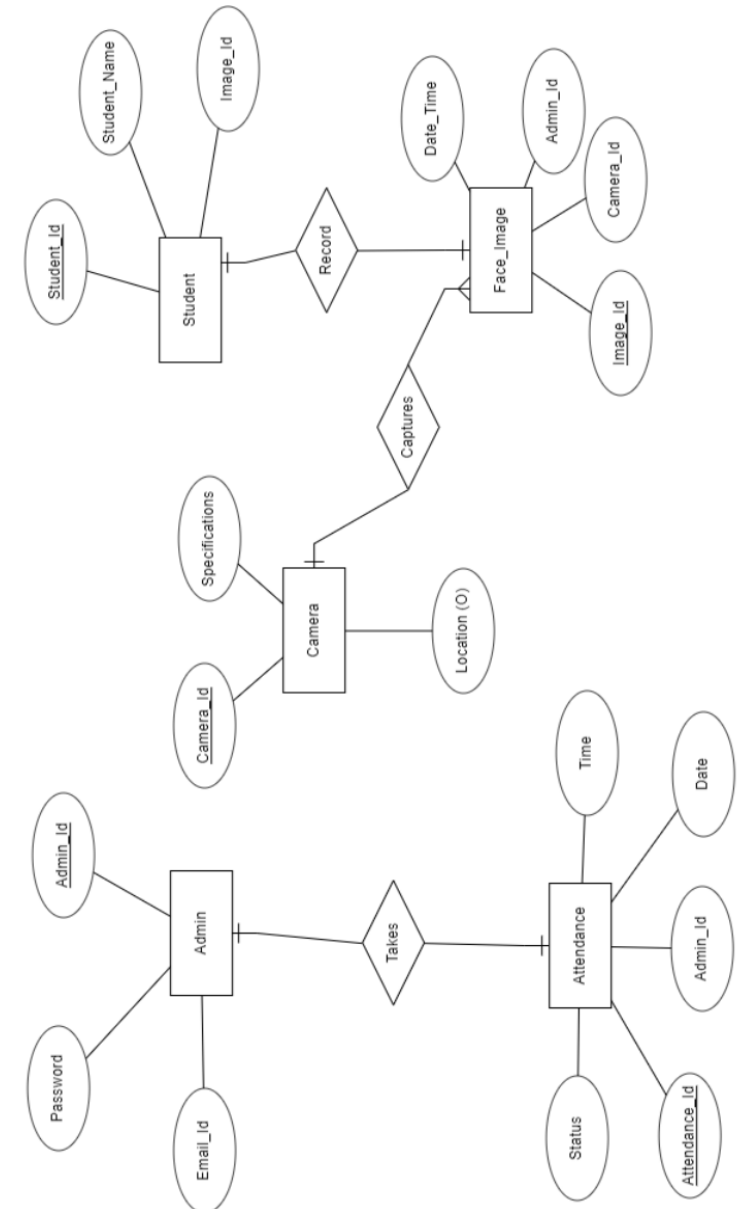 Password
Admin_Id
Email_Id
Admin
Takes
Status
Attendance
Time
Attendance_Id
Admin_Id
Date
Camera_Id
Specifications
Camera
Location (O)
Captures
Student_Id
Student_Name
Image_Id
Student
Record
Date_Time
Admin_Id
Face_Image
Camera_Id
Image_Id